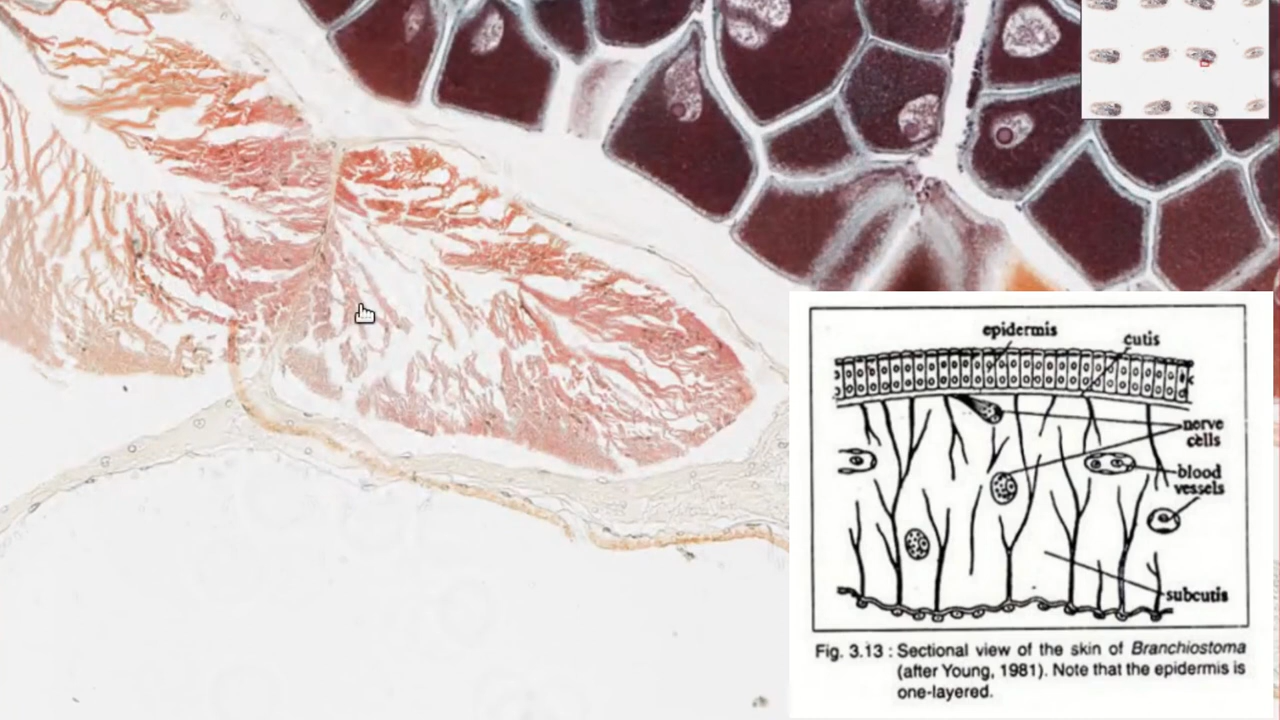 epidermis
cutis
nerve
cells
blood
vessels
subcutis
Fig. 3.13 : Sectional view of the skin of Branchiostoma
(after Young, 1981). Note that the epidermis is
one-layered.